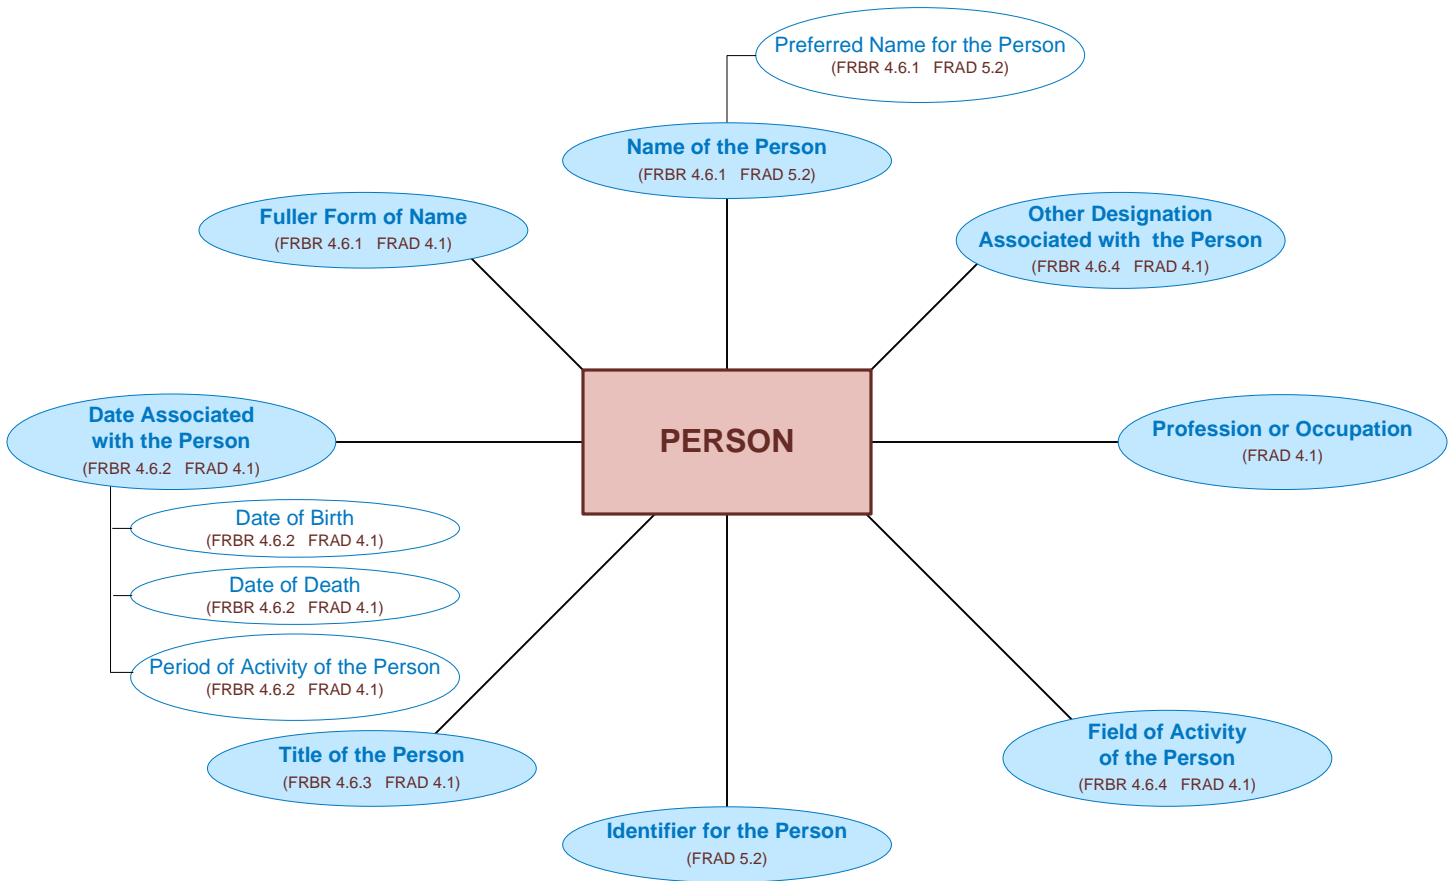 Preferred Name for the Person
(FRBR 4.6.1 FRAD 5.2)
Name of the Person
(FRBR 4.6.1 FRAD 5.2)
Fuller Form of Name
(FRBR 4.6.1 FRAD 4.1)
Other Designation
Associated with the Person
(FRBR 4.6.4 FRAD 4.1)
Date Associated
with the Person
(FRBR 4.6.2 FRAD 4.1)
PERSON
Profession or Occupation
(FRAD 4.1)
Date of Birth
(FRBR 4.6.2 FRAD 4.1)
Date of Death
(FRBR 4.6.2 FRAD 4.1)
Period of Activity of the Person
(FRBR 4.6.2 FRAD 4.1)
Title of the Person
(FRBR 4.6.3 FRAD 4.1)
Field of Activity
of the Person
(FRBR 4.6.4 FRAD 4.1)
Identifier for the Person
(FRAD 5.2)